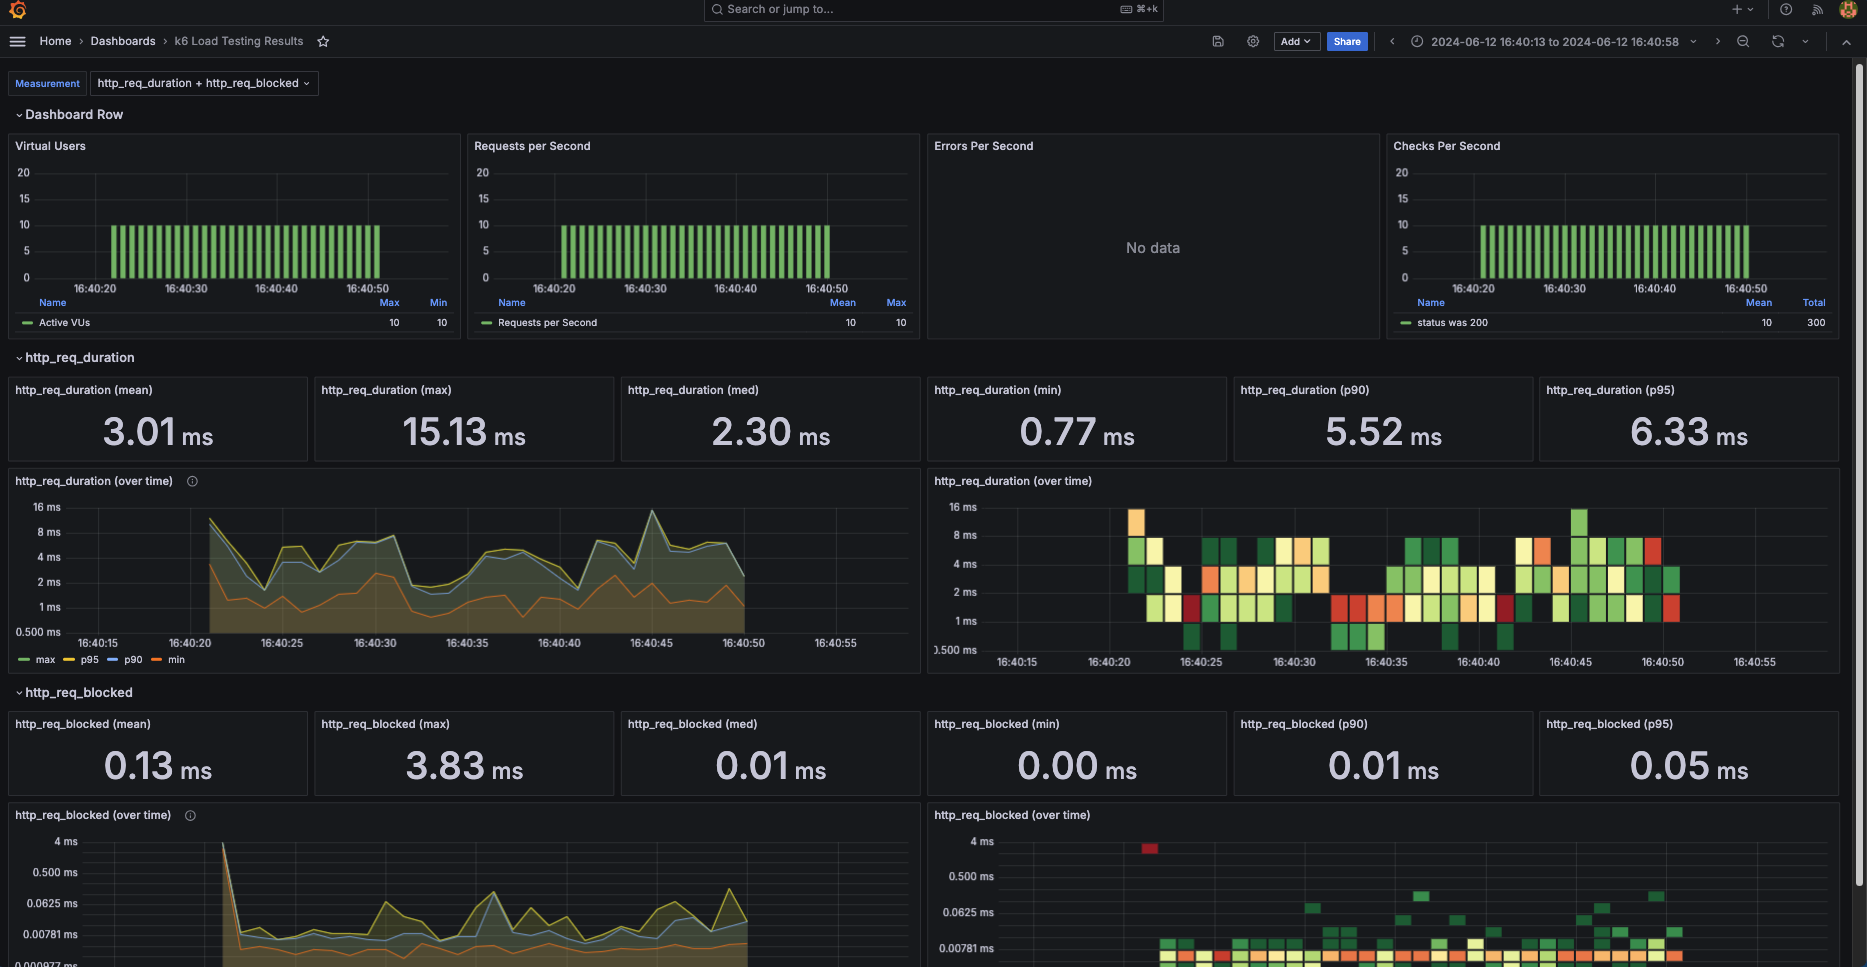 Search or jump to... ⌘+k
Home › Dashboards › k6 Load Testing Results
Add Share 2024-06-12 16:40:13 to 2024-06-12 16:40:58
Measurement http_req_duration + http_req_blocked
Dashboard Row
Virtual Users
20
15
10
5
0
16:40:20 16:40:30 16:40:40 16:40:50
Name Max Min
Active VUs 10 10
Requests per Second
20
15
10
5
0
16:40:20 16:40:30 16:40:40 16:40:50
Name Mean Max
Requests per Second 10 10
Errors Per Second
No data
Checks Per Second
20
15
10
5
0
16:40:20 16:40:30 16:40:40 16:40:50
Name Mean Total
status was 200 10 300
http_req_duration
http_req_duration (mean)
3.01 ms
http_req_duration (max)
15.13 ms
http_req_duration (med)
2.30 ms
http_req_duration (min)
0.77 ms
http_req_duration (p90)
5.52 ms
http_req_duration (p95)
6.33 ms
http_req_duration (over time)
16 ms
8 ms
4 ms
2 ms
1 ms
0.500 ms
16:40:15 16:40:20 16:40:25 16:40:30 16:40:35 16:40:40 16:40:45 16:40:50 16:40:55
max p95 p90 min
http_req_duration (over time)
16 ms
8 ms
4 ms
2 ms
1 ms
0.500 ms
16:40:15 16:40:20 16:40:25 16:40:30 16:40:35 16:40:40 16:40:45 16:40:50 16:40:55
http_req_blocked
http_req_blocked (mean)
0.13 ms
http_req_blocked (max)
3.83 ms
http_req_blocked (med)
0.01 ms
http_req_blocked (min)
0.00 ms
http_req_blocked (p90)
0.01 ms
http_req_blocked (p95)
0.05 ms
http_req_blocked (over time)
4 ms
0.500 ms
0.0625 ms
0.00781 ms
0.000977 ms
http_req_blocked (over time)
4 ms
0.500 ms
0.0625 ms
0.00781 ms